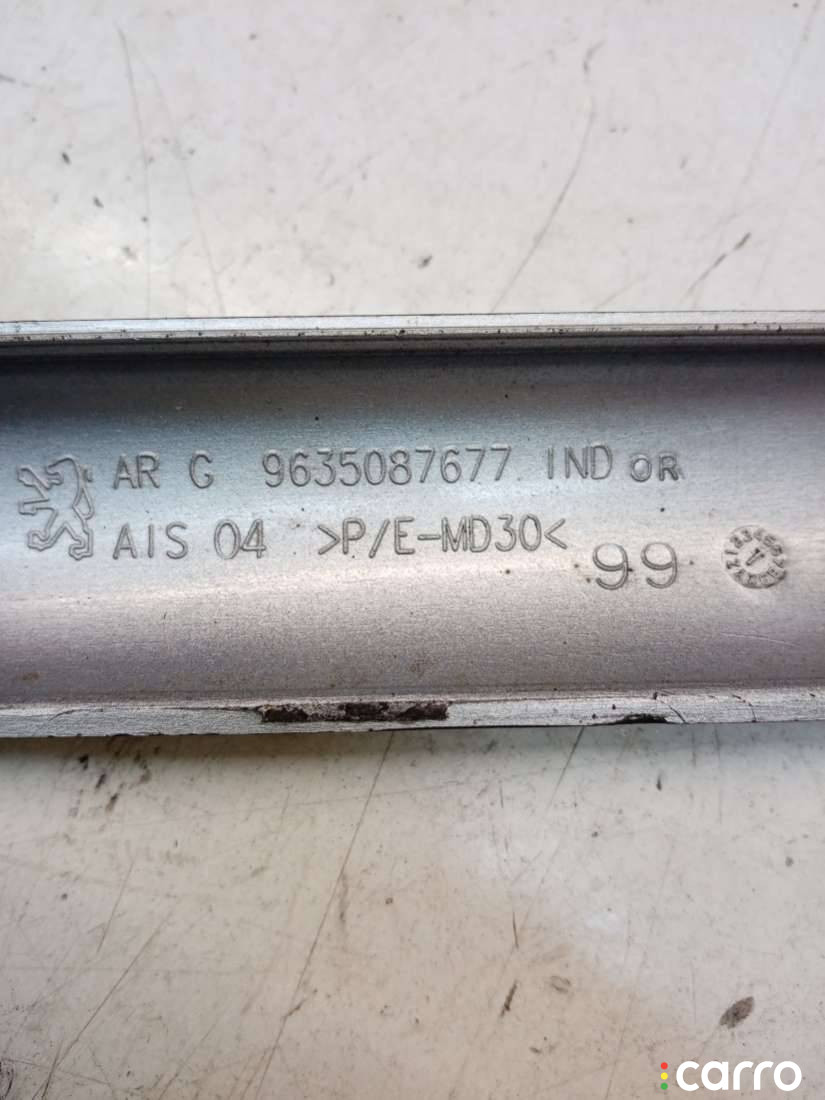 AR G 9635087677 IND OR
AIS 04 >P/E-MD30<
99
carro